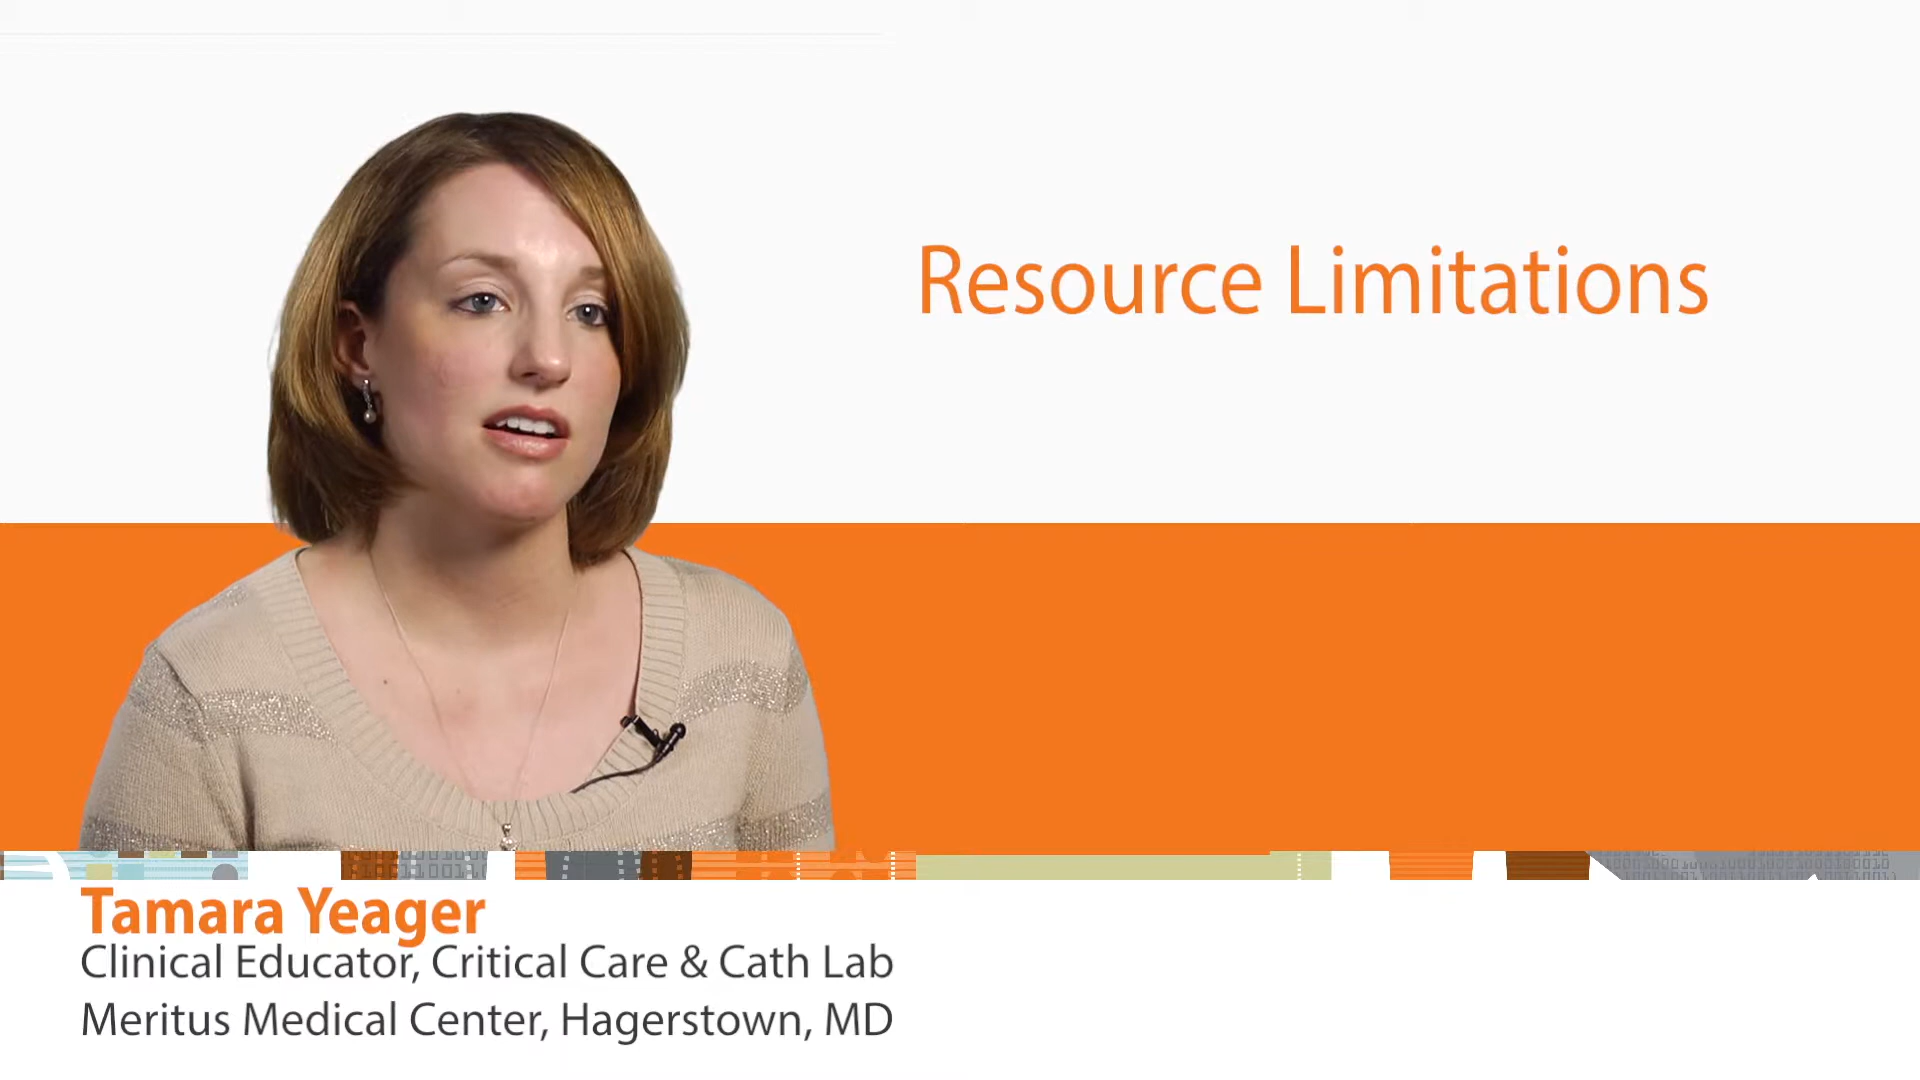 Resource Limitations
Tamara Yeager
Clinical Educator, Critical Care & Cath Lab
Meritus Medical Center, Hagerstown, MD